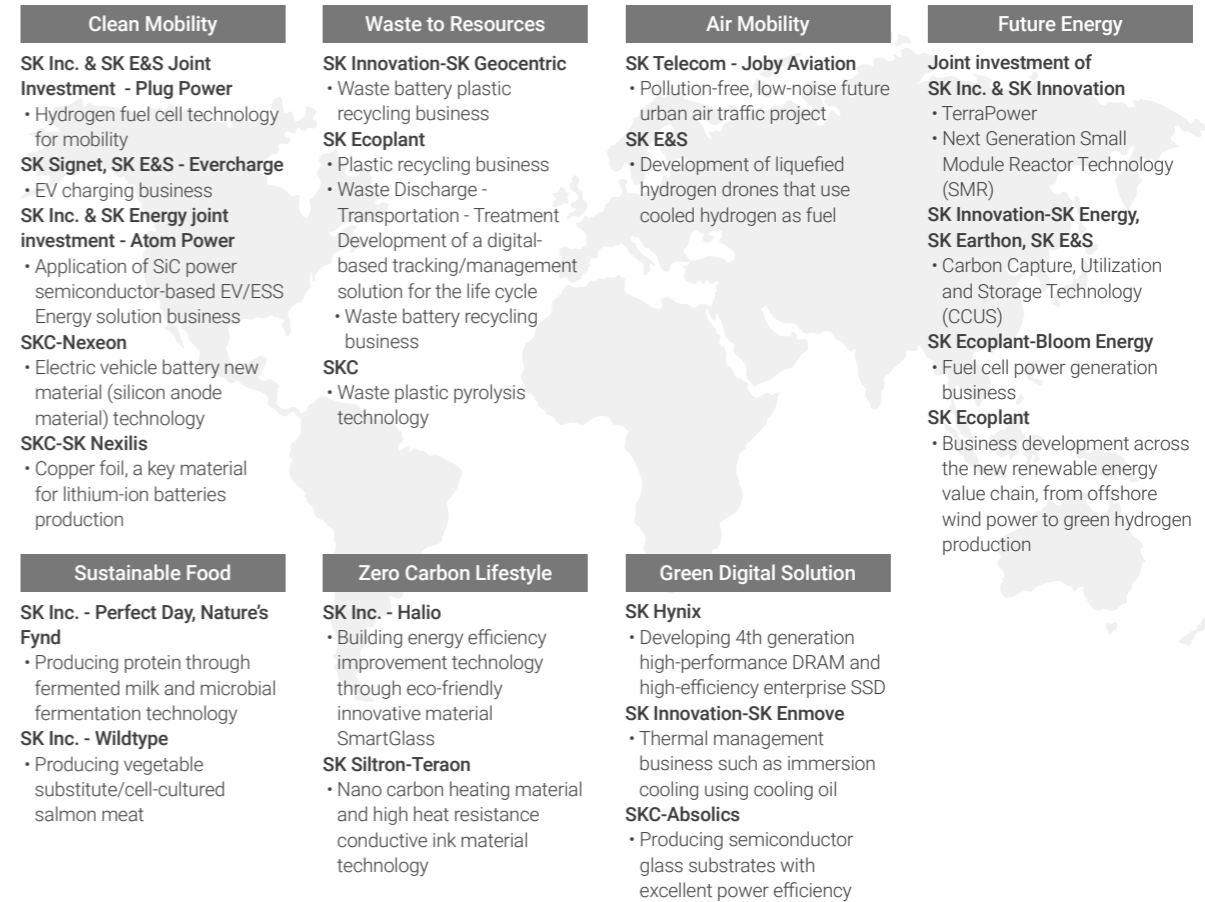 Clean Mobility
SK Inc. & SK E&S Joint
Investment - Plug Power
• Hydrogen fuel cell technology
for mobility
SK Signet, SK E&S - Evercharge
• EV charging business
SK Inc. & SK Energy joint
investment - Atom Power
• Application of SiC power
semiconductor-based EV/ESS
Energy solution business
SKC-Nexeon
• Electric vehicle battery new
material (silicon anode
material) technology
SKC-SK Nexilis
• Copper foil, a key material
for lithium-ion batteries
production
Waste to Resources
SK Innovation-SK Geocentric
• Waste battery plastic
recycling business
SK Ecoplant
• Plastic recycling business
• Waste Discharge -
Transportation - Treatment
Development of a digital-
based tracking/management
solution for the life cycle
• Waste battery recycling
business
SKC
• Waste plastic pyrolysis
technology
Air Mobility
SK Telecom - Joby Aviation
• Pollution-free, low-noise future
urban air traffic project
SK E&S
• Development of liquefied
hydrogen drones that use
cooled hydrogen as fuel
Future Energy
Joint investment of
SK Inc. & SK Innovation
• TerraPower
• Next Generation Small
Module Reactor Technology
(SMR)
SK Innovation-SK Energy,
SK Earthon, SK E&S
• Carbon Capture, Utilization
and Storage Technology
(CCUS)
SK Ecoplant-Bloom Energy
• Fuel cell power generation
business
SK Ecoplant
• Business development across
the new renewable energy
value chain, from offshore
wind power to green hydrogen
production
Sustainable Food
SK Inc. - Perfect Day, Nature's
Fynd
• Producing protein through
fermented milk and microbial
fermentation technology
SK Inc. - Wildtype
• Producing vegetable
substitute/cell-cultured
salmon meat
Zero Carbon Lifestyle
SK Inc. - Halio
• Building energy efficiency
improvement technology
through eco-friendly
innovative material
SmartGlass
SK Siltron-Teraon
• Nano carbon heating material
and high heat resistance
conductive ink material
technology
Green Digital Solution
SK Hynix
• Developing 4th generation
high-performance DRAM and
high-efficiency enterprise SSD
SK Innovation-SK Enmove
• Thermal management
business such as immersion
cooling using cooling oil
SKC-Absolics
• Producing semiconductor
glass substrates with
excellent power efficiency